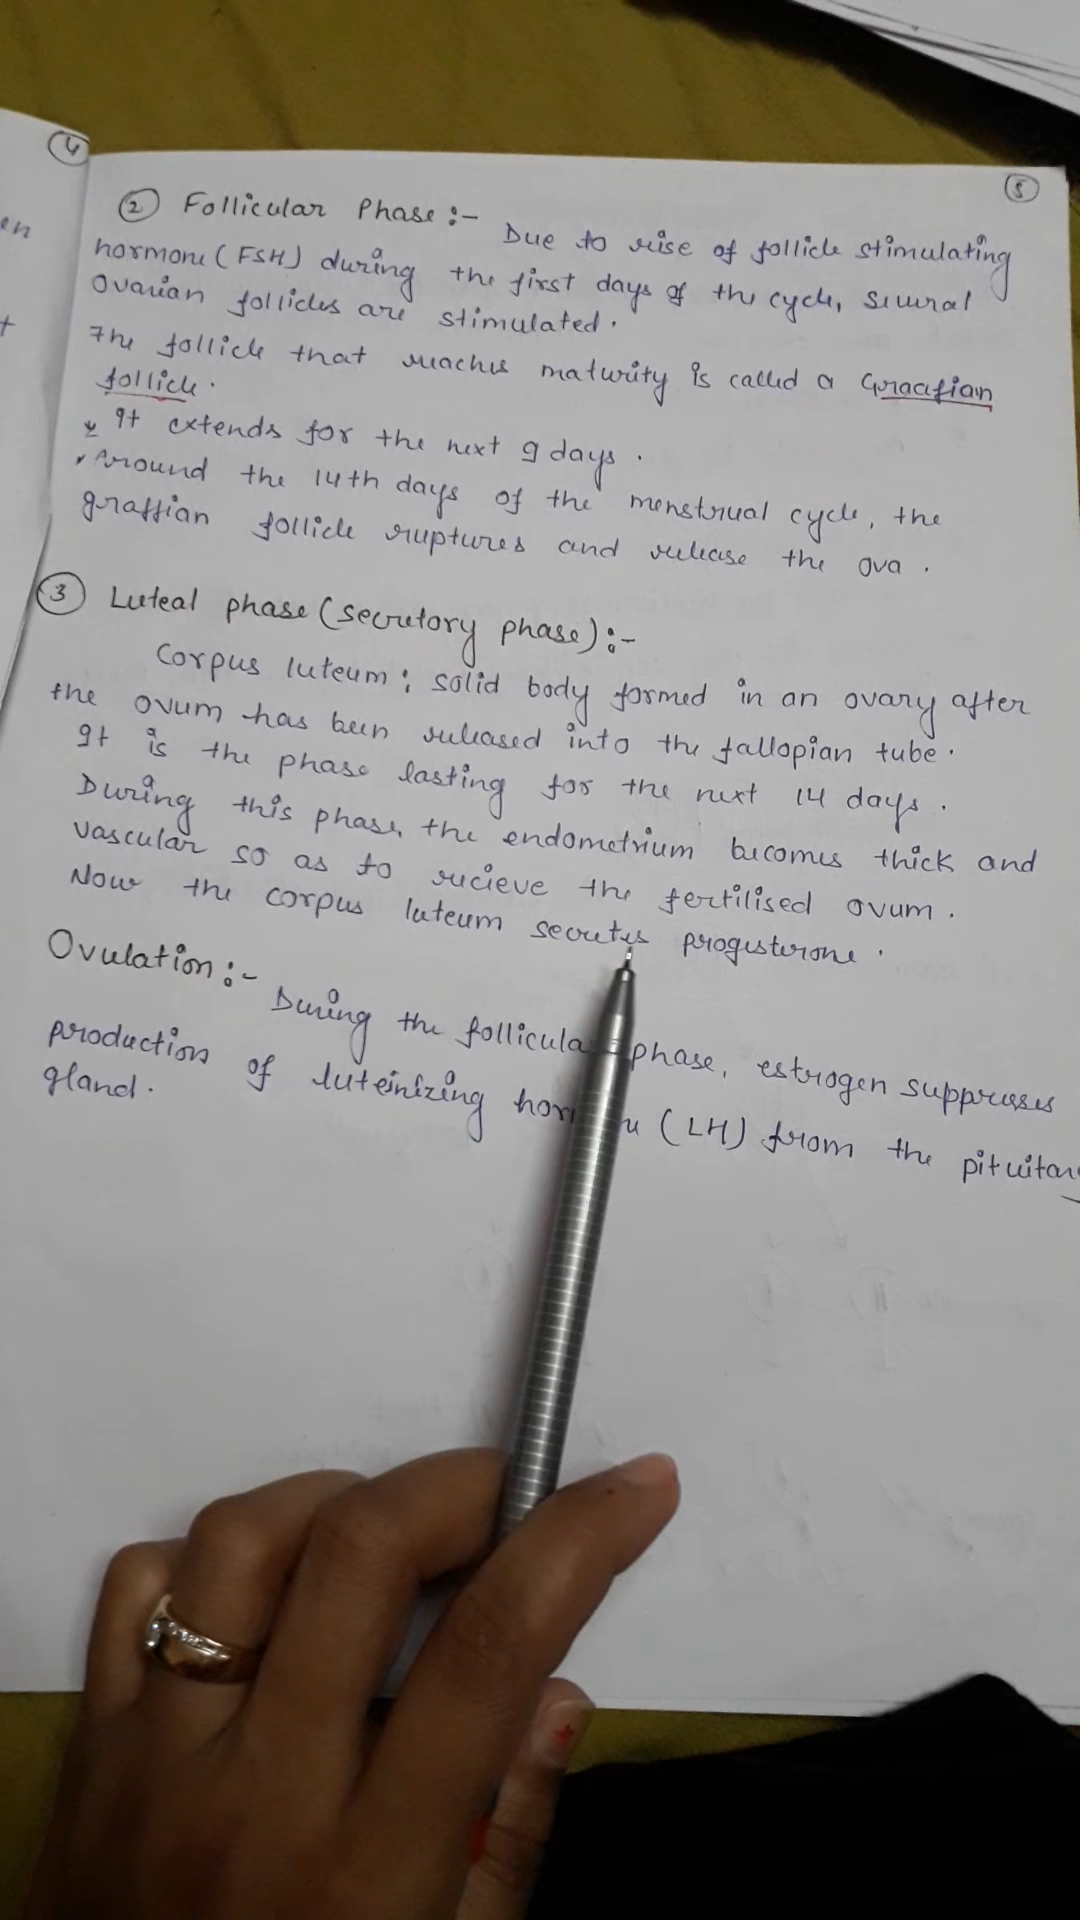 4
5
② Follicular Phase :- Due to rise of follicle stimulating
hormone (FSH) during the first days of the cycle, several
Ovarian follicles are stimulated.
The follicle that reaches maturity is called a Graafian
follicle.
It extends for the next 9 days.
Around the 14th days of the menstrual cycle, the
graffian follicle ruptures and release the ova.
③ Luteal phase (secretory phase) :-
Corpus luteum ; solid body formed in an ovary after
the ovum has been released into the fallopian tube.
It is the phase lasting for the next 14 days.
During this phase, the endometrium becomes thick and
vascular so as to recieve the fertilised ovum.
Now the corpus luteum secretes progesterone.
Ovulation :- During the follicular phase, estrogen suppresses
production of luteinizing (LH) from the pituitary
gland.